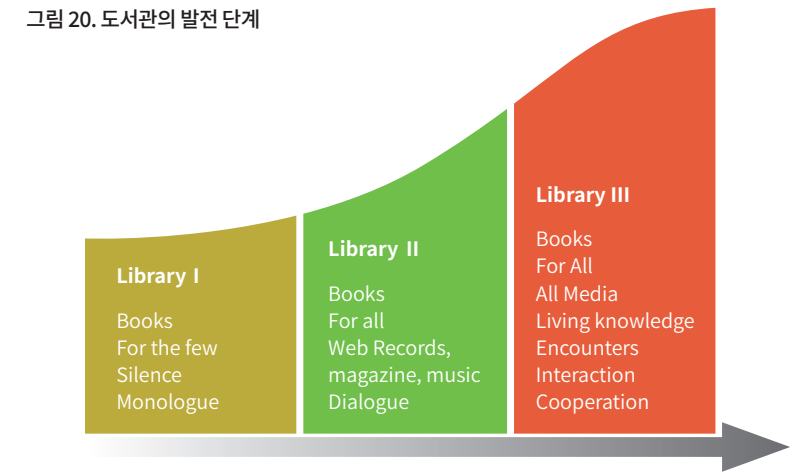 그림 20. 도서관의 발전 단계
Library I
Books
For the few
Silence
Monologue
Library II
Books
For all
Web Records,
magazine, music
Dialogue
Library III
Books
For All
All Media
Living knowledge
Encounters
Interaction
Cooperation